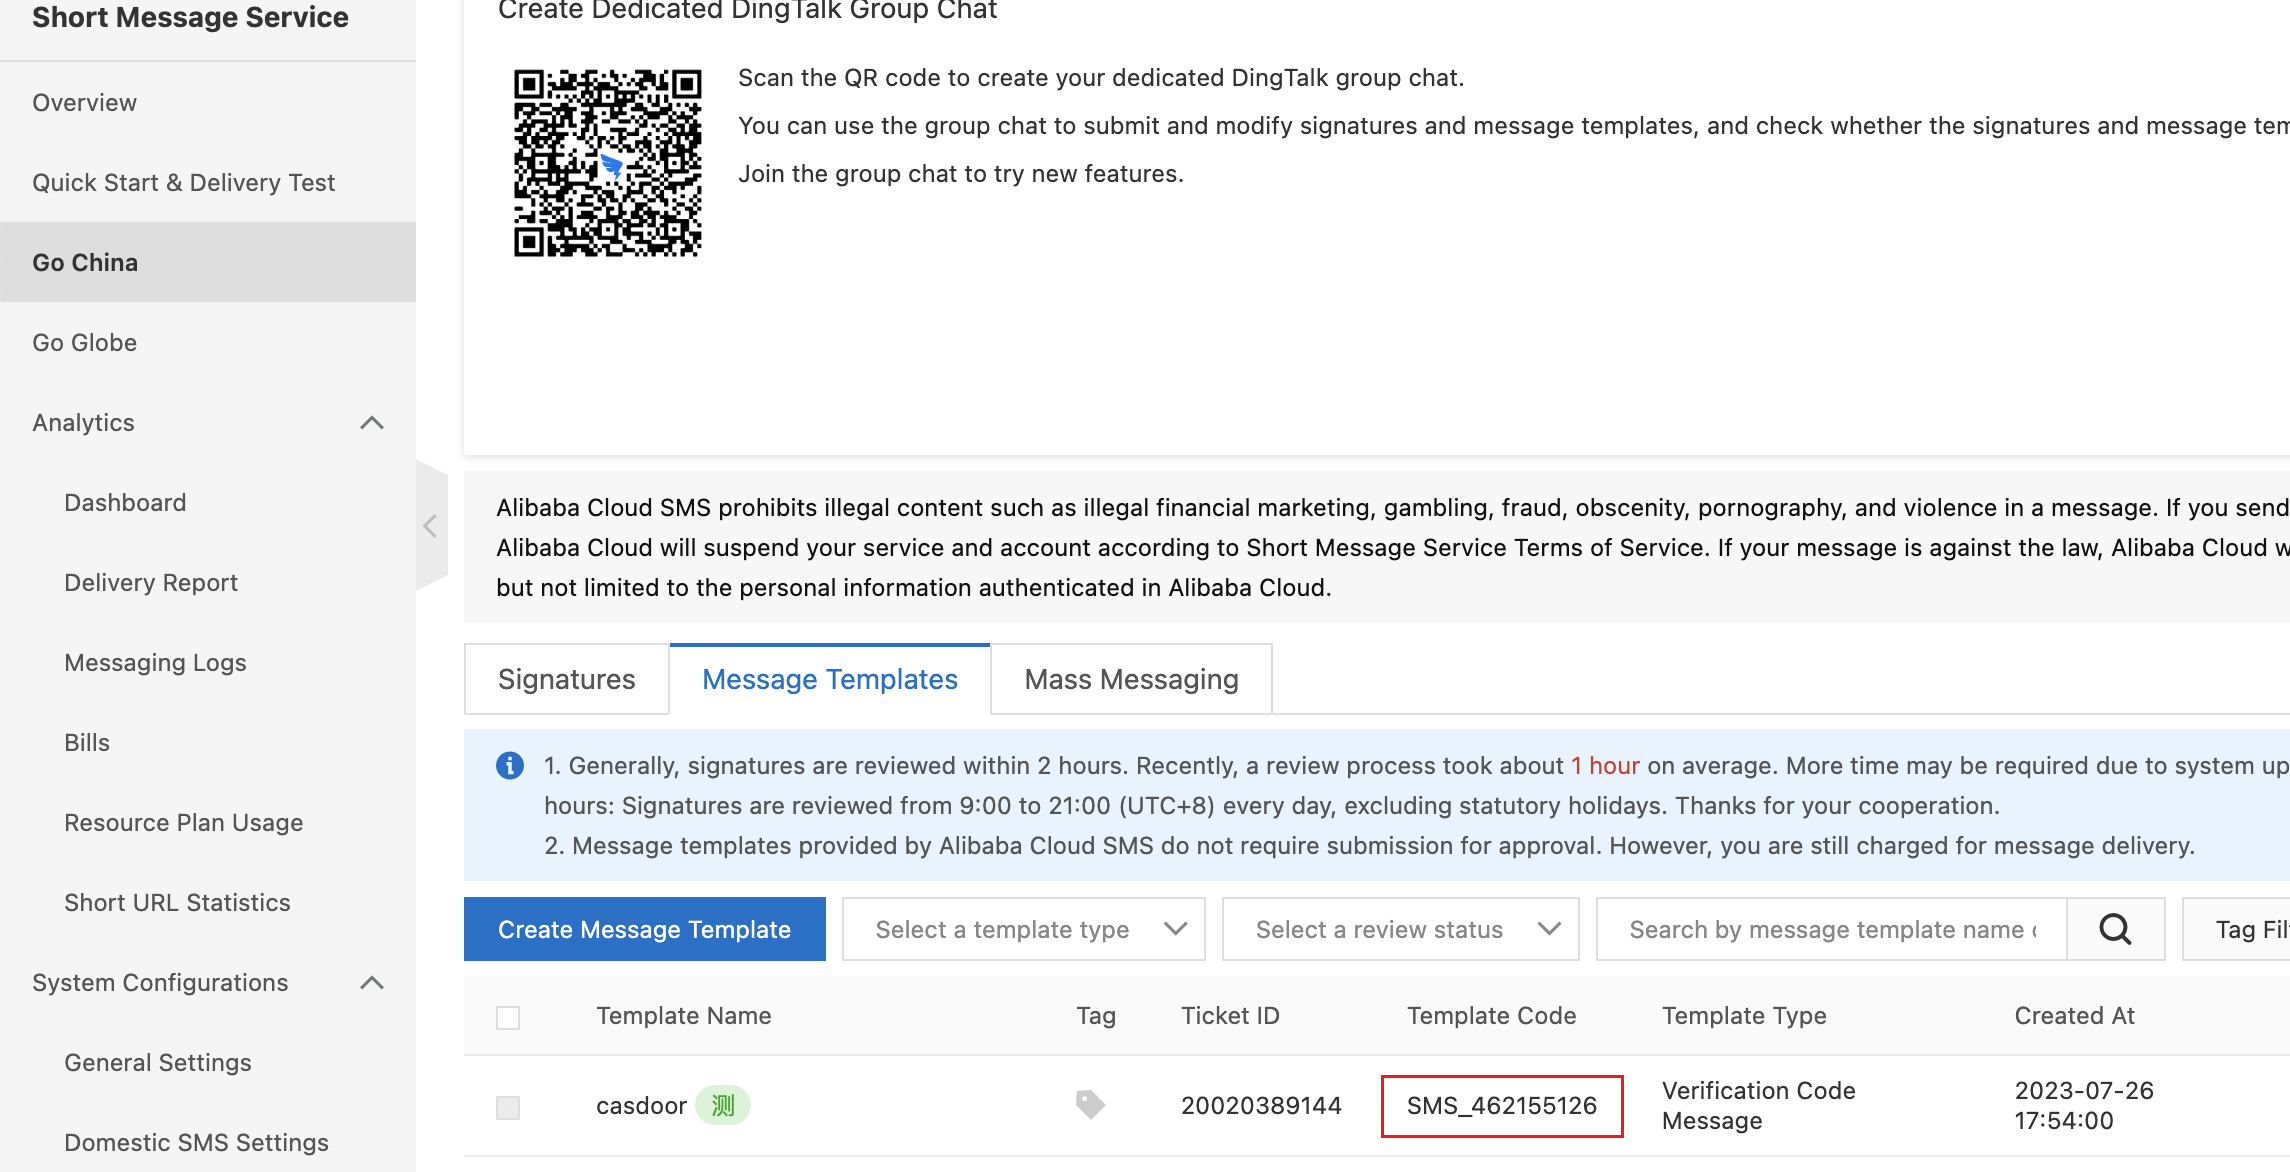 Short Message Service
Overview
Quick Start & Delivery Test
Go China
Go Globe
Analytics
Dashboard
Delivery Report
Messaging Logs
Bills
Resource Plan Usage
Short URL Statistics
System Configurations
General Settings
Domestic SMS Settings
Create Dedicated DingTalk Group Chat
Scan the QR code to create your dedicated DingTalk group chat.
You can use the group chat to submit and modify signatures and message templates, and check whether the signatures and message
Join the group chat to try new features.
Alibaba Cloud SMS prohibits illegal content such as illegal financial marketing, gambling, fraud, obscenity, pornography, and violence in a message. If you send
Alibaba Cloud will suspend your service and account according to Short Message Service Terms of Service. If your message is against the law, Alibaba Cloud
but not limited to the personal information authenticated in Alibaba Cloud.
Signatures
Message Templates
Mass Messaging
1. Generally, signatures are reviewed within 2 hours. Recently, a review process took about 1 hour on average. More time may be required due to system up
hours: Signatures are reviewed from 9:00 to 21:00 (UTC+8) every day, excluding statutory holidays. Thanks for your cooperation.
2. Message templates provided by Alibaba Cloud SMS do not require submission for approval. However, you are still charged for message delivery.
Create Message Template
Select a template type
Select a review status
Search by message template name
Tag
Template Name Tag Ticket ID Template Code Template Type Created At
casdoor 测 20020389144 SMS_462155126 Verification Code Message 2023-07-26 17:54:00